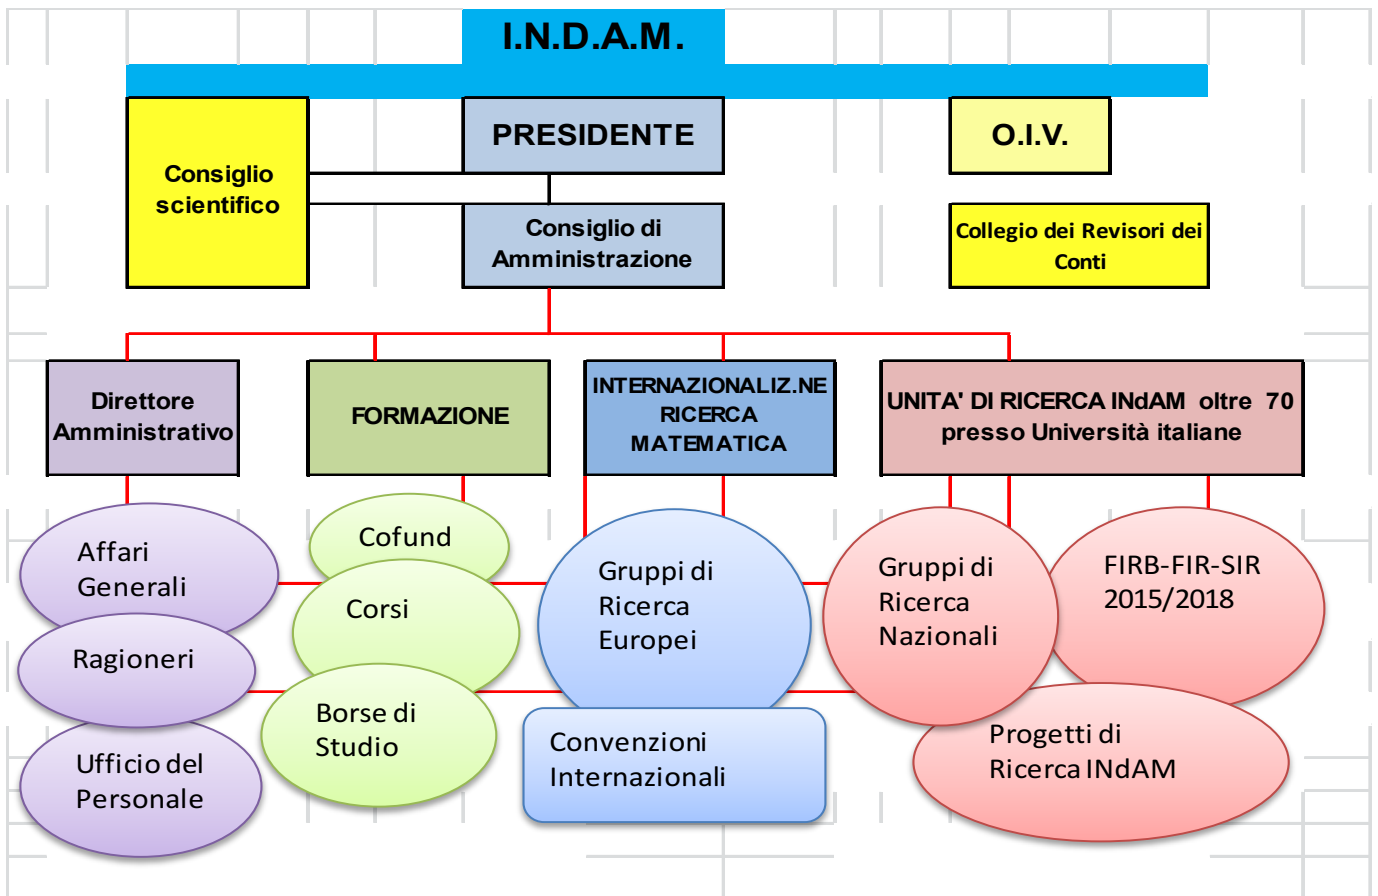 I.N.D.A.M.
PRESIDENTE
O.I.V.
Consiglio
scientifico
Consiglio di
Amministrazione
Collegio dei Revisori dei
Conti
Direttore
Amministrativo
FORMAZIONE
INTERNAZIONALIZ.NE
RICERCA
MATEMATICA
UNITA' DI RICERCA INdAM oltre 70
presso Università italiane
Affari
Generali
Ragioneri
Ufficio del
Personale
Cofund
Corsi
Borse di
Studio
Gruppi di
Ricerca
Europei
Convenzioni
Internazionali
Gruppi di
Ricerca
Nazionali
FIRB-FIR-SIR
2015/2018
Progetti di
Ricerca INdAM